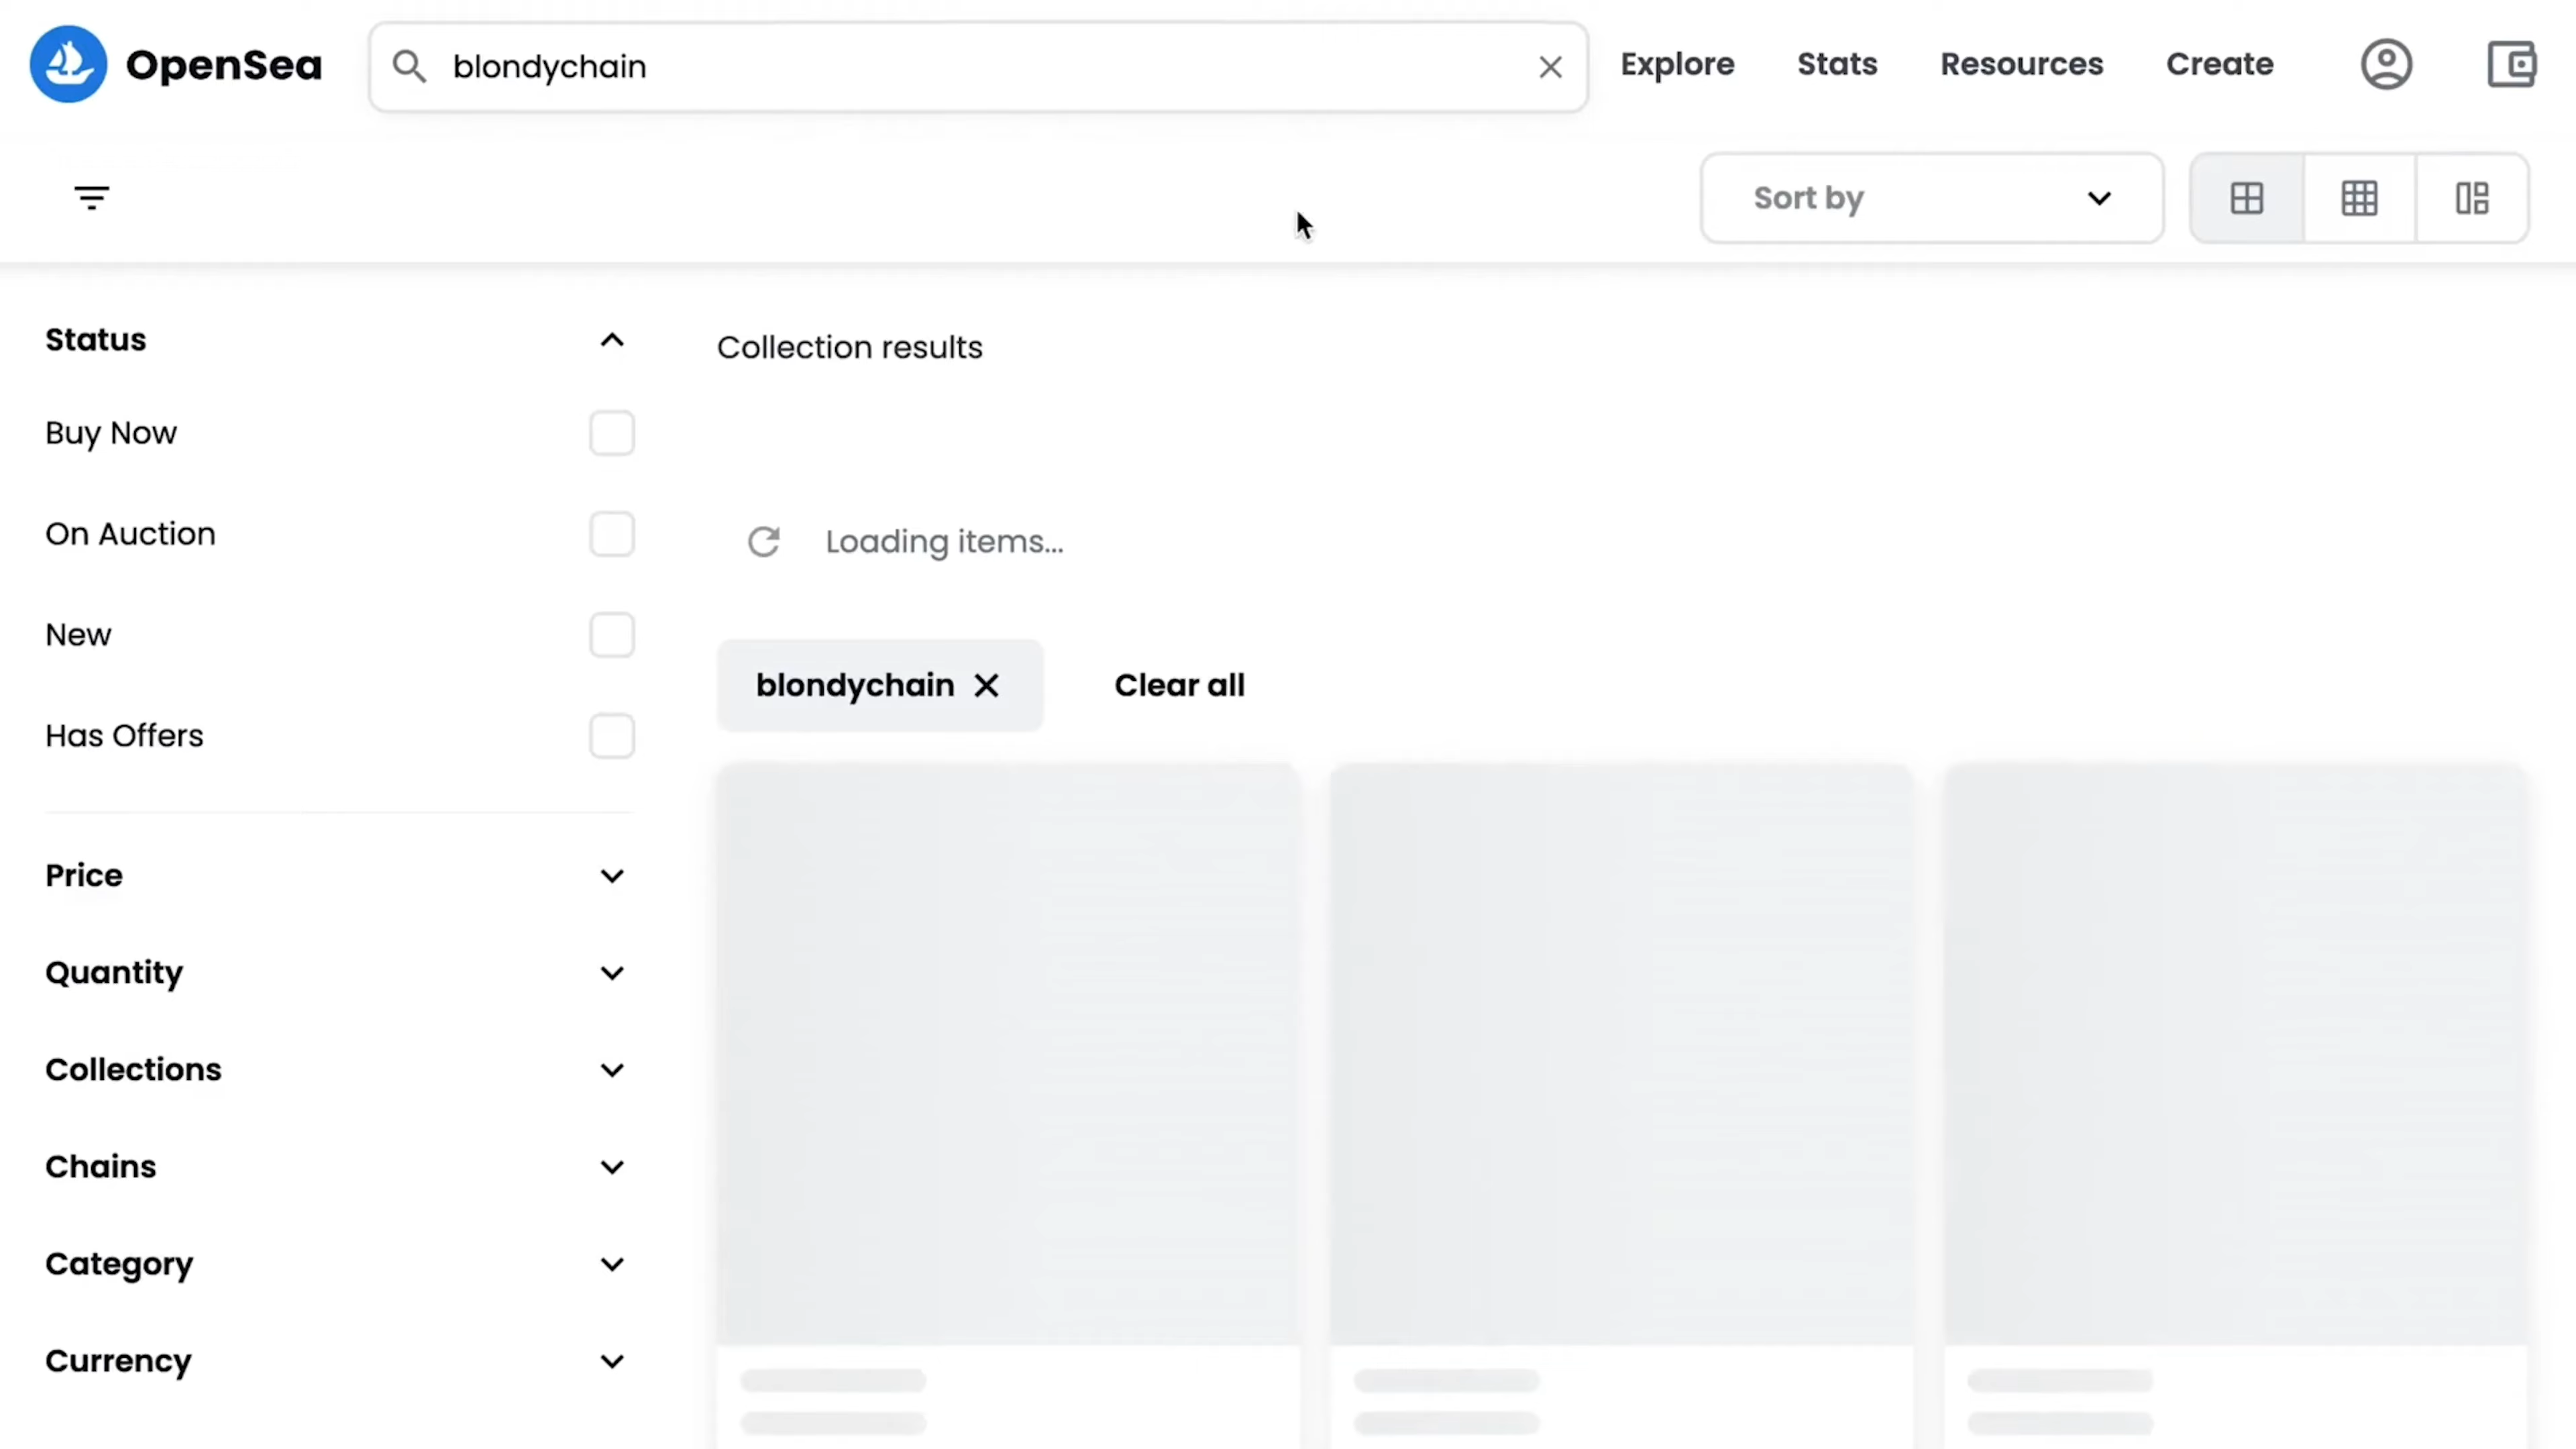 OpenSea
blondychain
Explore
Stats
Resources
Create
Sort by
Status
Buy Now
On Auction
New
Has Offers
Price
Quantity
Collections
Chains
Category
Currency
Collection results
Loading items...
blondychain
Clear all